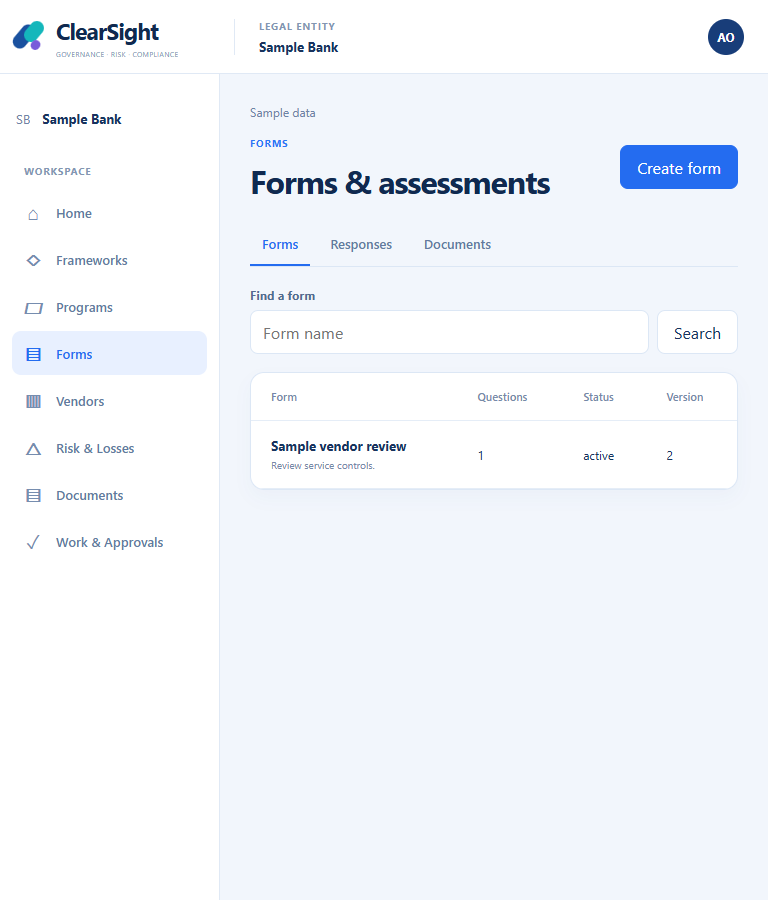 ClearSight
GOVERNANCE · RISK · COMPLIANCE
LEGAL ENTITY
Sample Bank
AO
SB Sample Bank
WORKSPACE
Home
Frameworks
Programs
Forms
Vendors
Risk & Losses
Documents
Work & Approvals
Sample data
FORMS
Forms & assessments
Create form
Forms Responses Documents
Find a form
Form name Search
Form Questions Status Version
Sample vendor review 1 active 2
Review service controls.